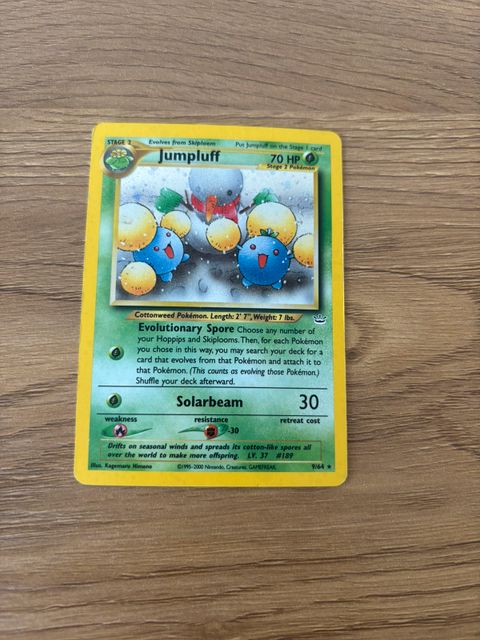 STAGE 2
Evolves from Skiploom
Put Jumpluff on the Stage 1 card
Jumpluff
70 HP
Stage 2 Pokémon
Cottonweed Pokémon. Length: 2' 7", Weight: 7 lbs.
Evolutionary Spore Choose any number
of your Hoppips and Skiplooms. Then, for each Pokémon
you chose in this way, you may search your deck for a
card that evolves from that Pokémon and attach it to
that Pokémon. (This counts as evolving those Pokémon.)
Shuffle your deck afterward.
Solarbeam 30
weakness resistance retreat cost
-30
Drifts on seasonal winds and spreads its cotton-like spores all
over the world to make more offspring. LV. 37 #189
Illus. Kagemaru Himeno ©1995-2000 Nintendo, Creatures, GAMEFREAK. 9/64 ★